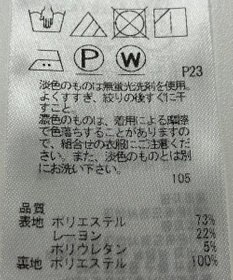 P W
P23
淡色のものは無蛍光洗剤を使用。
よくすすぎ、絞りの後すぐに干
すこと。
濃色のものは、着用による摩擦
で色落ちすることがありますの
で、組合せの衣服にご注意くだ
さい。また、淡色のものとは別
にお洗い下さい。
105
品質
表地 ポリエステル 73%
レーヨン 22%
ポリウレタン 5%
裏地 ポリエステル 100%